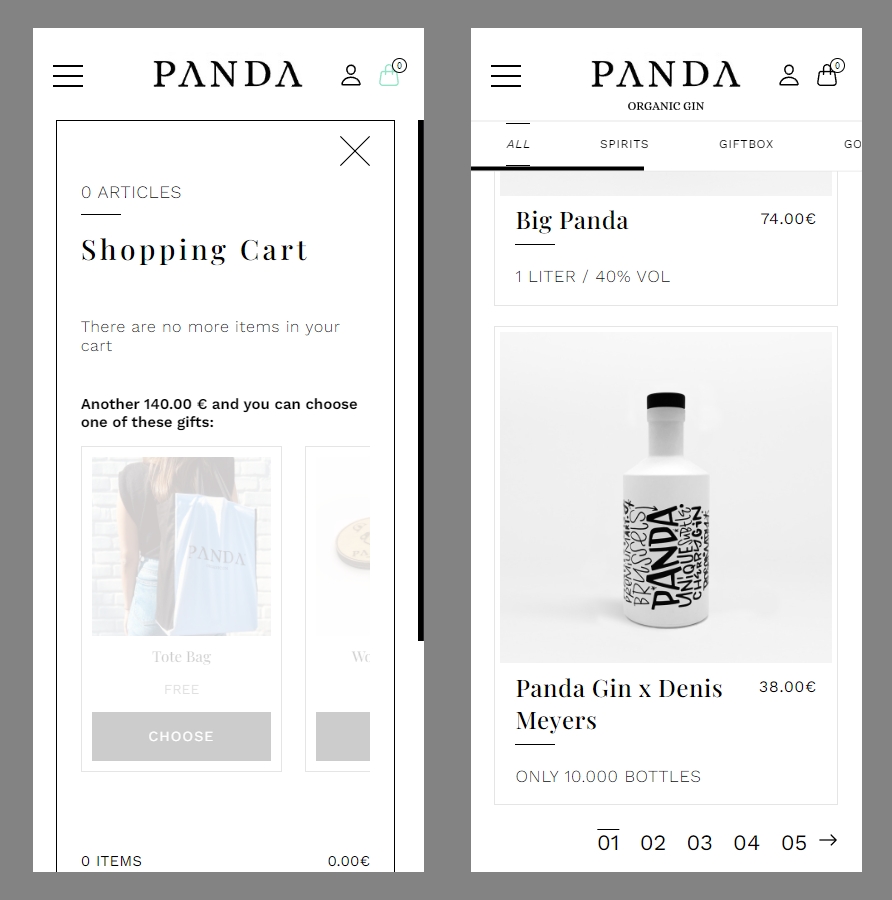 PANDA
0
0 ARTICLES
Shopping Cart
There are no more items in your
cart
Another 140.00 € and you can choose
one of these gifts:
PANDA
Tote Bag
FREE
CHOOSE
0 ITEMS
0.00€
PANDA
ORGANIC GIN
0
ALL
SPIRITS
GIFTBOX
Big Panda
74.00€
1 LITER / 40% VOL
BRUSSELS
PANDA
UNIQUE
Panda Gin x Denis
Meyers
38.00€
ONLY 10.000 BOTTLES
01 02 03 04 05 →